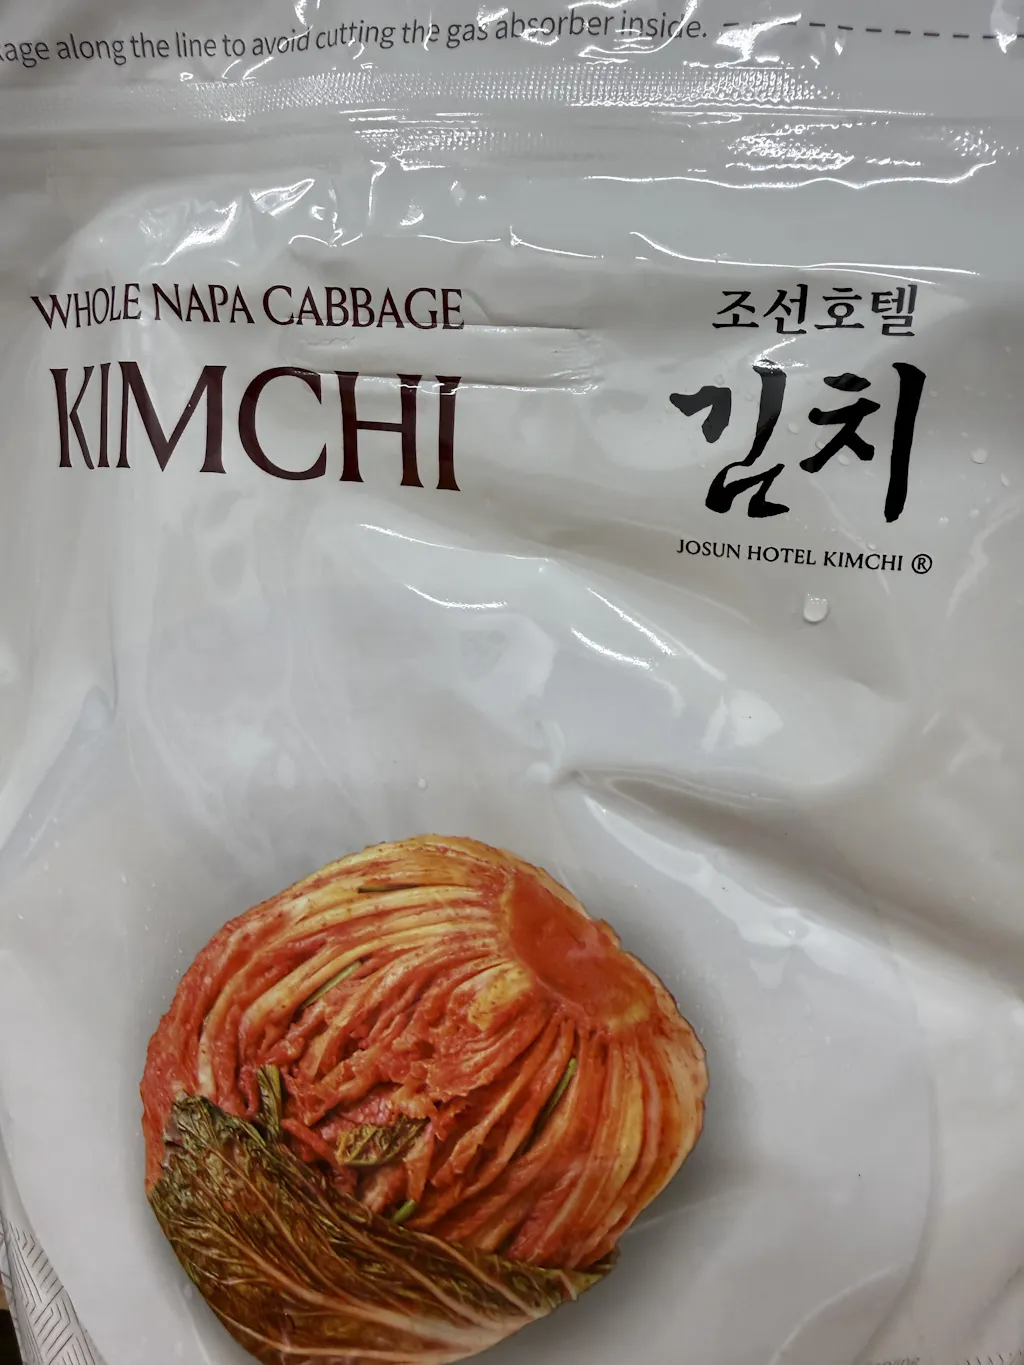 along the line to avoid cutting the gas absorber inside.
WHOLE NAPA CABBAGE
KIMCHI
조선호텔
김치
JOSUN HOTEL KIMCHI ®